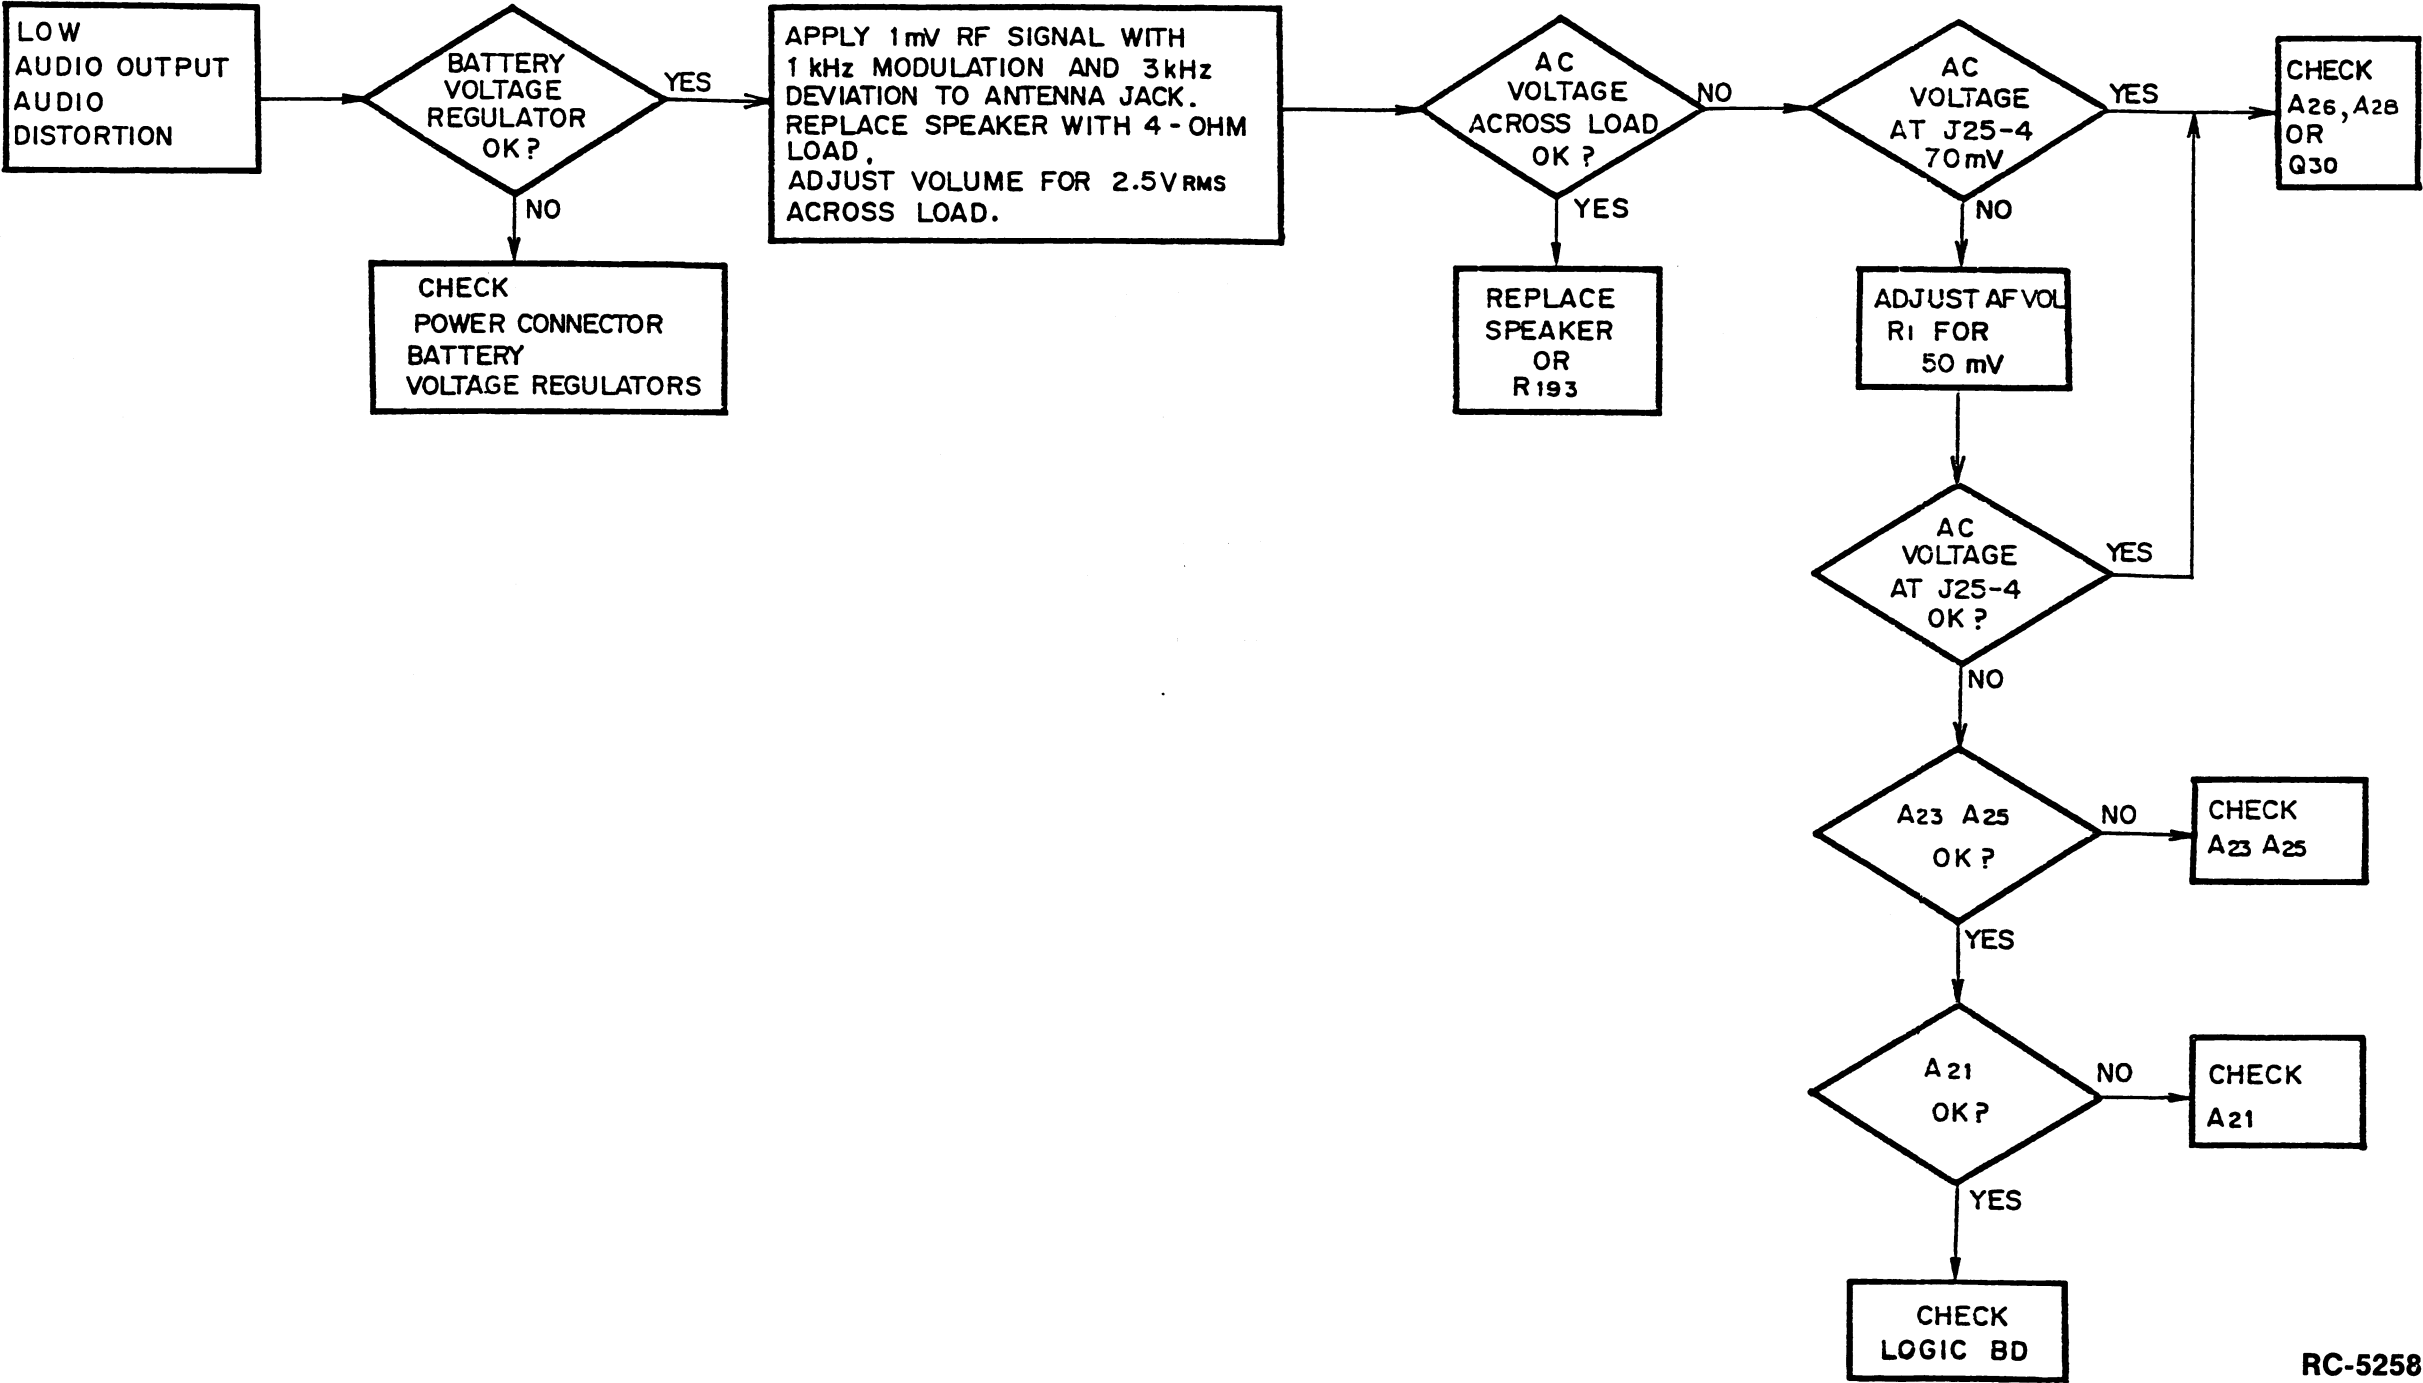 LOW
AUDIO OUTPUT
AUDIO
DISTORTION
BATTERY
VOLTAGE
REGULATOR
OK?
YES
NO
CHECK
POWER CONNECTOR
BATTERY
VOLTAGE REGULATORS
APPLY 1mV RF SIGNAL WITH
1 kHz MODULATION AND 3kHz
DEVIATION TO ANTENNA JACK.
REPLACE SPEAKER WITH 4-OHM
LOAD.
ADJUST VOLUME FOR 2.5V RMS
ACROSS LOAD.
AC
VOLTAGE
ACROSS LOAD
OK ?
NO
YES
REPLACE
SPEAKER
OR
R193
AC
VOLTAGE
AT J25-4
70mV
YES
NO
CHECK
A26, A28
OR
Q30
ADJUST AF VOL
R1 FOR
50 mV
AC
VOLTAGE
AT J25-4
OK ?
YES
NO
A23 A25
OK ?
NO
CHECK
A23 A25
YES
A21
OK?
NO
CHECK
A21
YES
CHECK
LOGIC BD
RC-5258